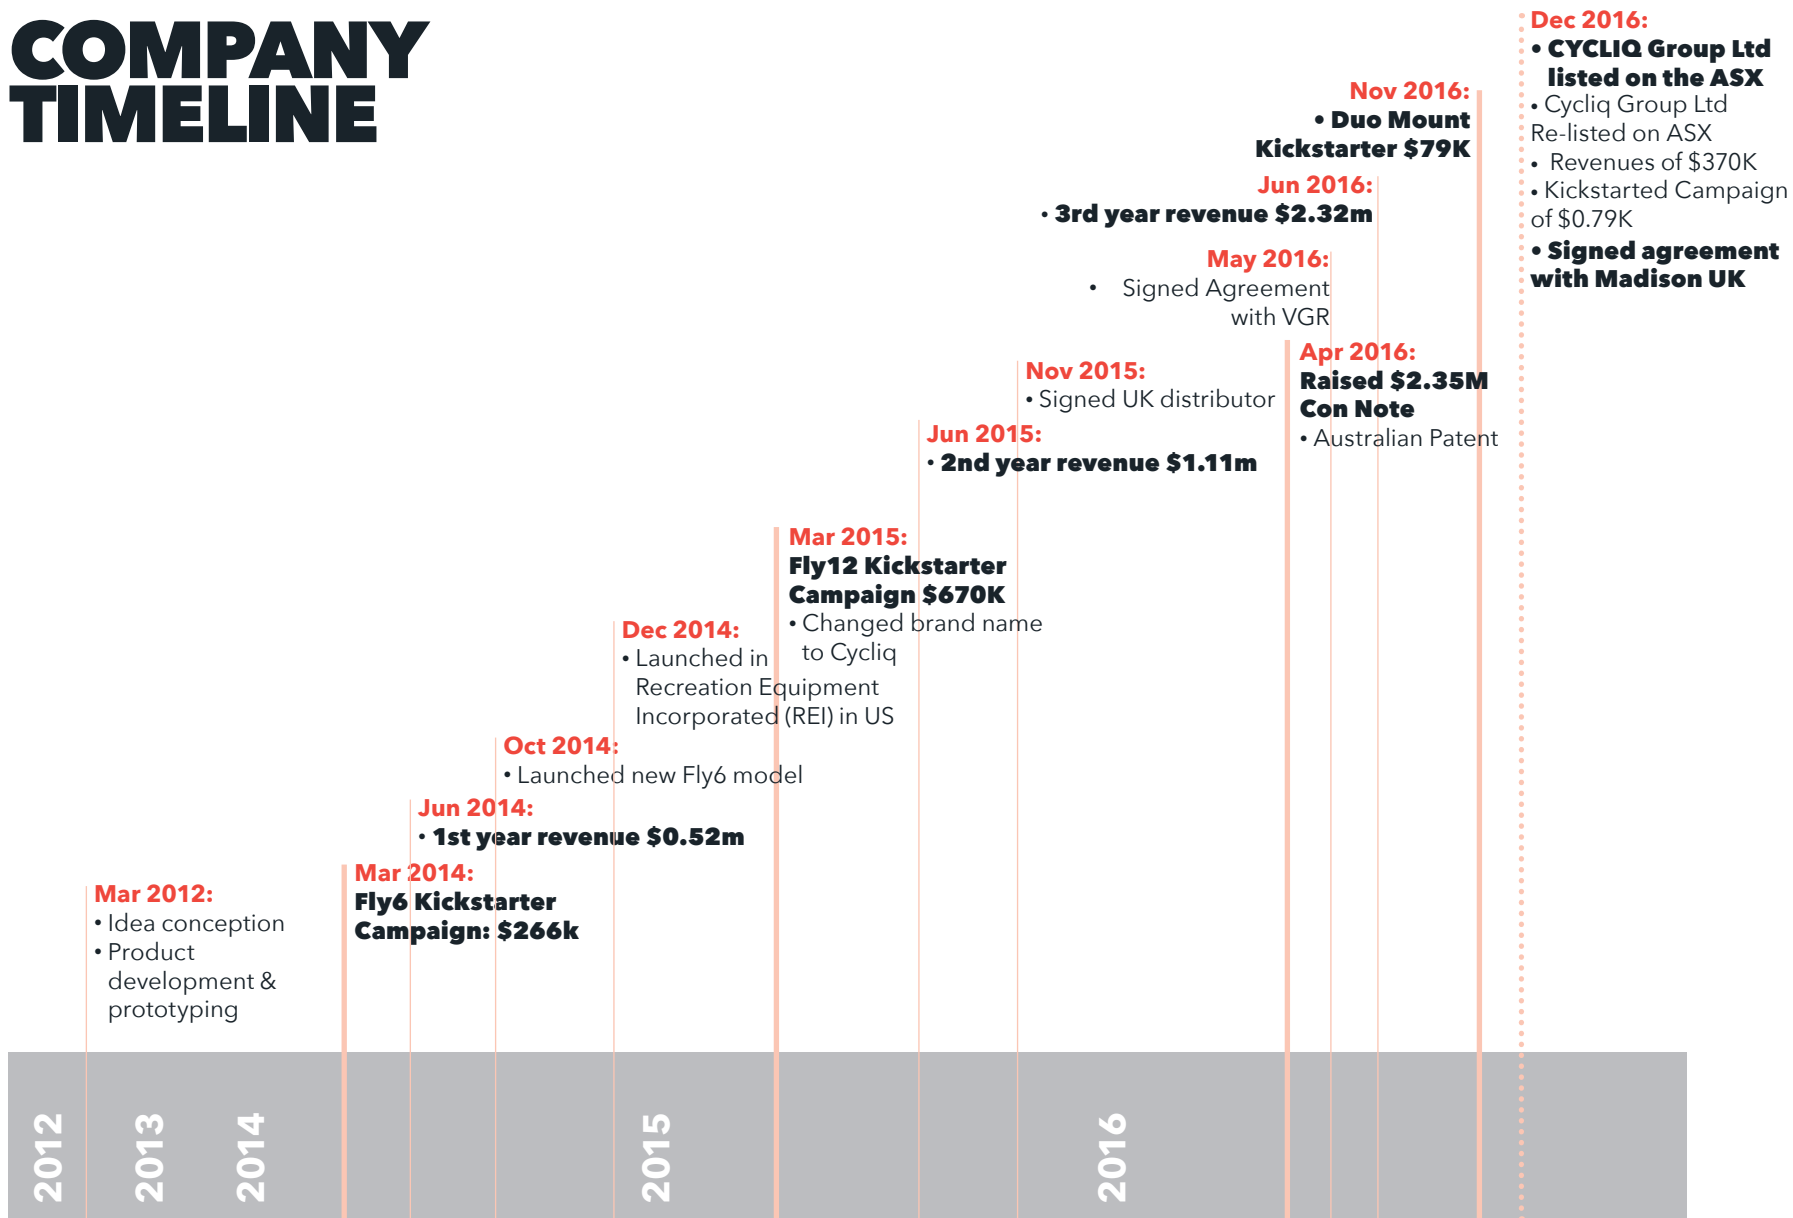 COMPANY
TIMELINE
Mar 2012:
• Idea conception
• Product
development &
prototyping
Mar 2014:
Fly6 Kickstarter
Campaign: $266k
Jun 2014:
• 1st year revenue $0.52m
Oct 2014:
• Launched new Fly6 model
Dec 2014:
• Launched in
Recreation Equipment
Incorporated (REI) in US
Mar 2015:
Fly12 Kickstarter
Campaign $670K
• Changed brand name
to Cycliq
Jun 2015:
• 2nd year revenue $1.11m
Nov 2015:
• Signed UK distributor
Apr 2016:
Raised $2.35M
Con Note
• Australian Patent
May 2016:
• Signed Agreement
with VGR
Jun 2016:
• 3rd year revenue $2.32m
Nov 2016:
• Duo Mount
Kickstarter $79K
Dec 2016:
• CYCLIQ Group Ltd
listed on the ASX
• Cycliq Group Ltd
Re-listed on ASX
• Revenues of $370K
• Kickstarted Campaign
of $0.79K
• Signed agreement
with Madison UK
2012
2013
2014
2015
2016